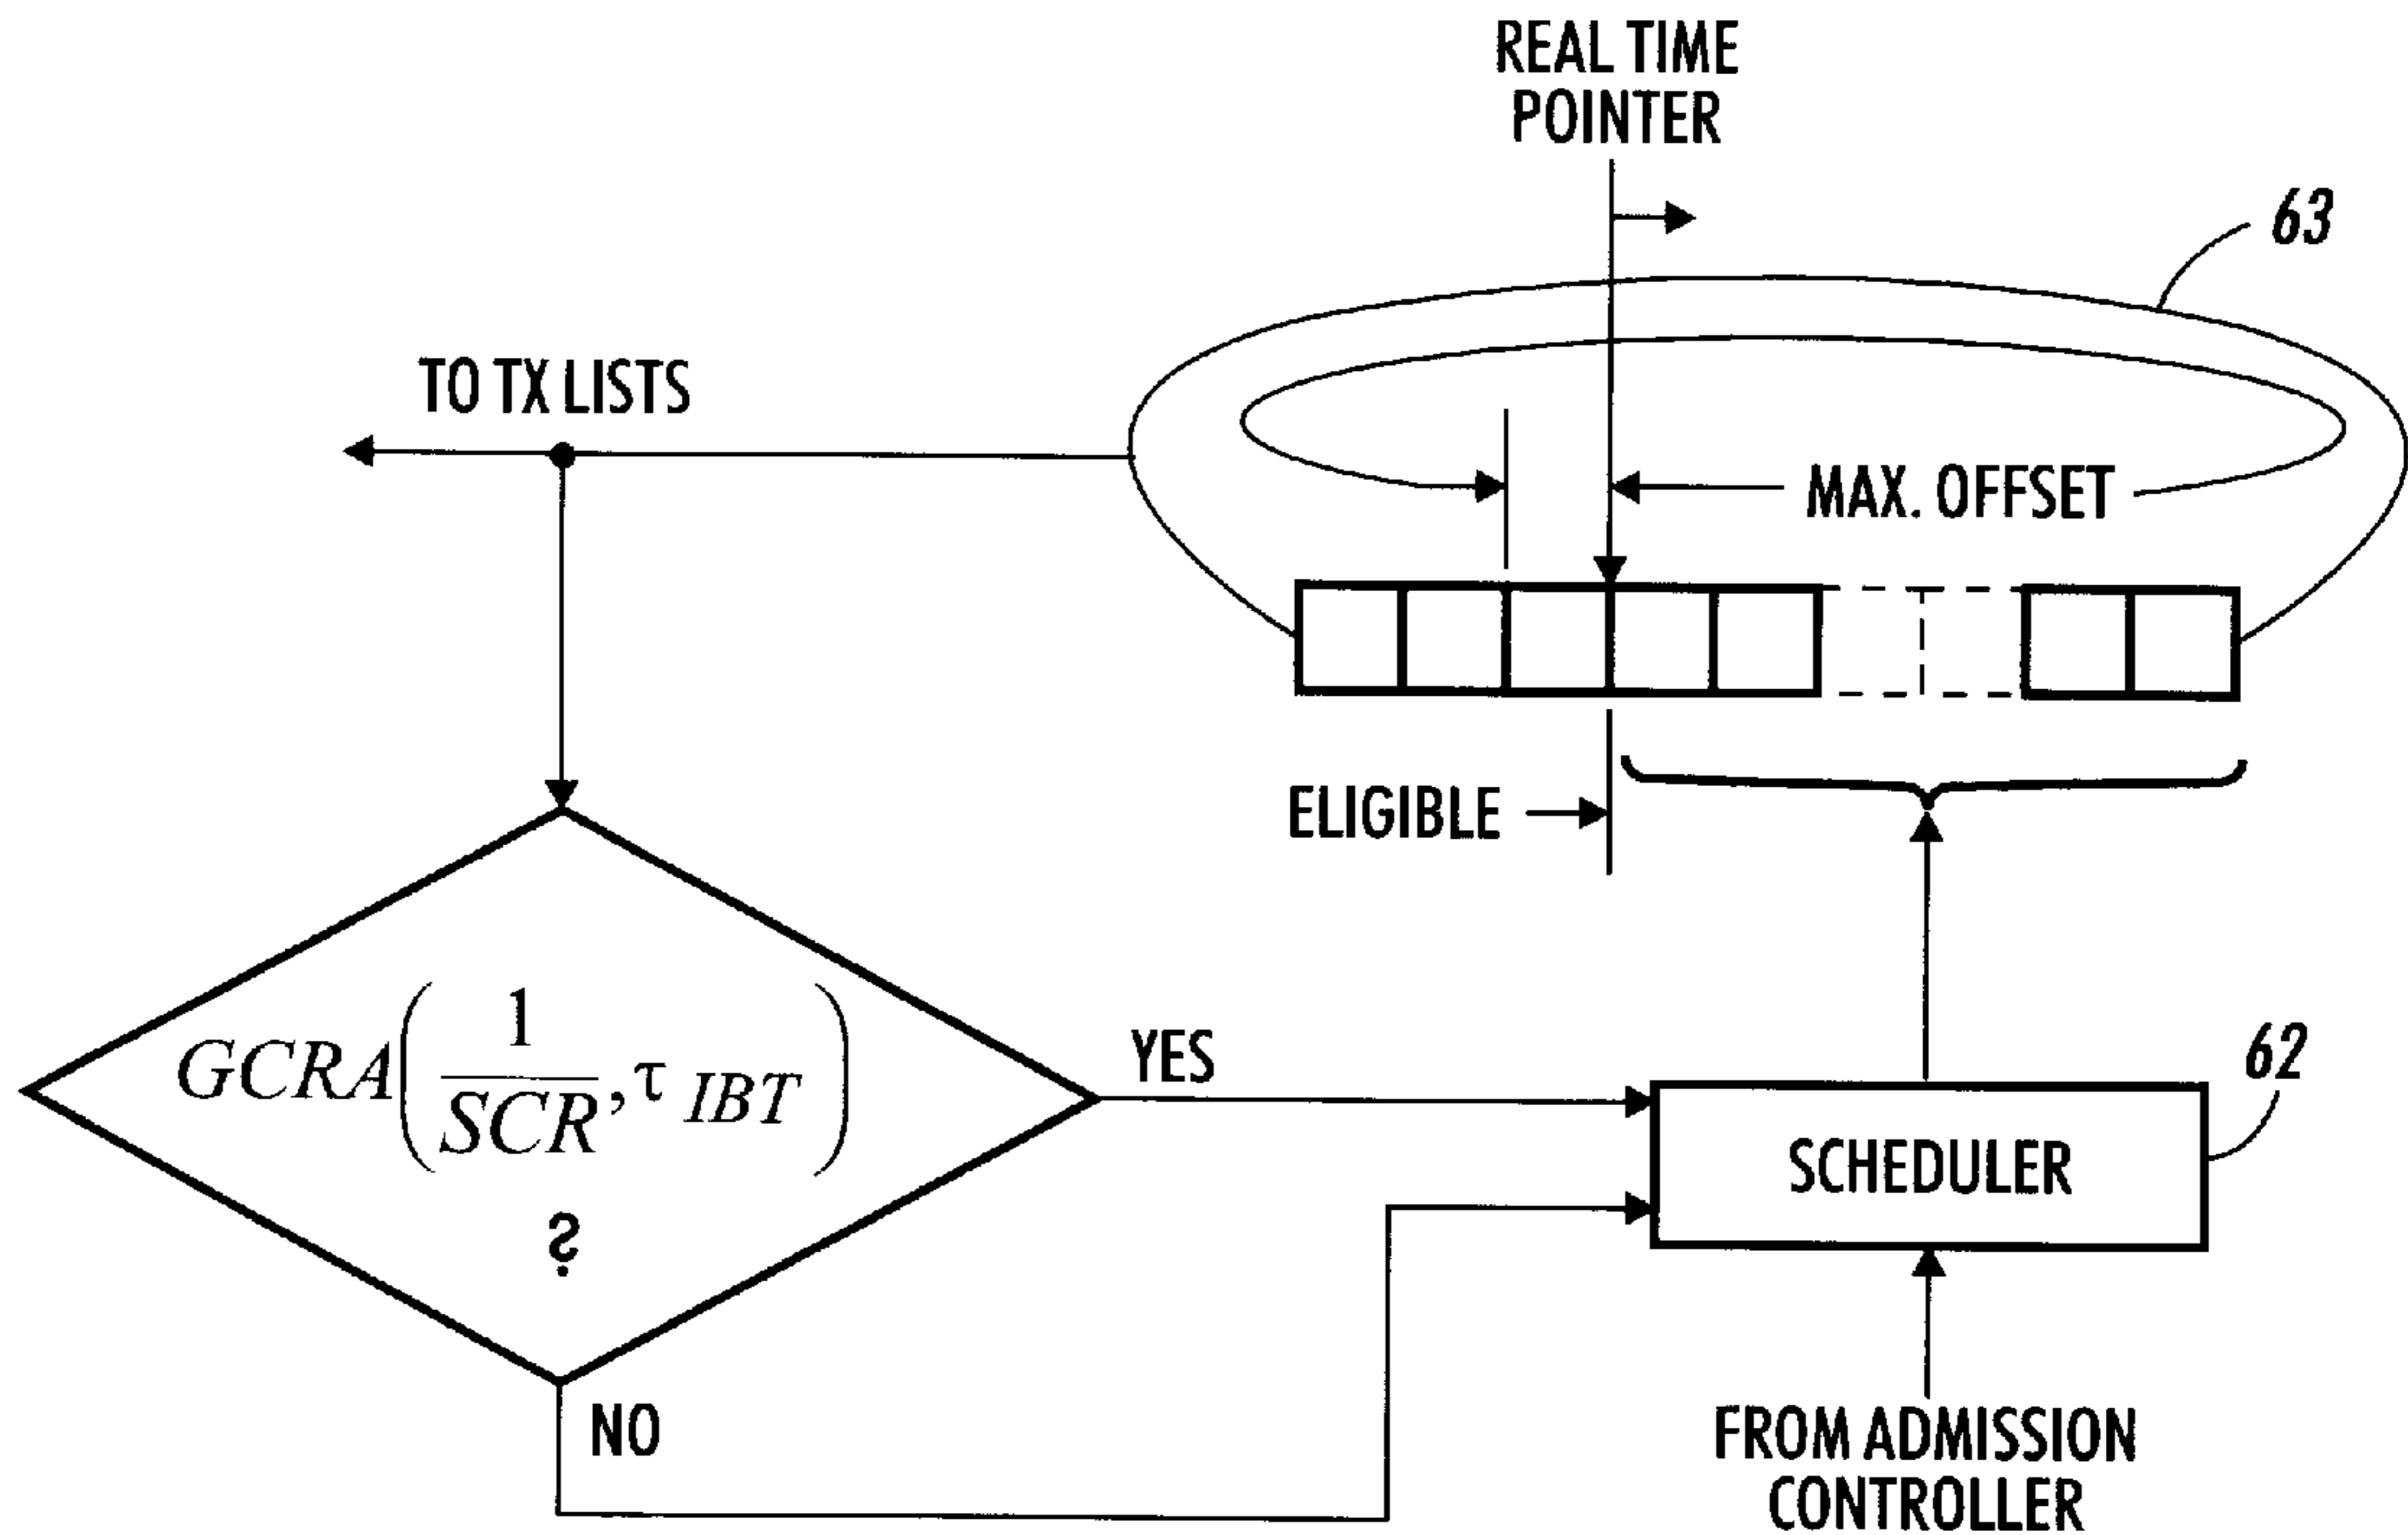 REAL TIME
POINTER
63
TO TX LISTS
MAX. OFFSET
ELIGIBLE
GCRA(1/SCR, τ IBT)
?
YES
62
SCHEDULER
NO
FROM ADMISSION
CONTROLLER